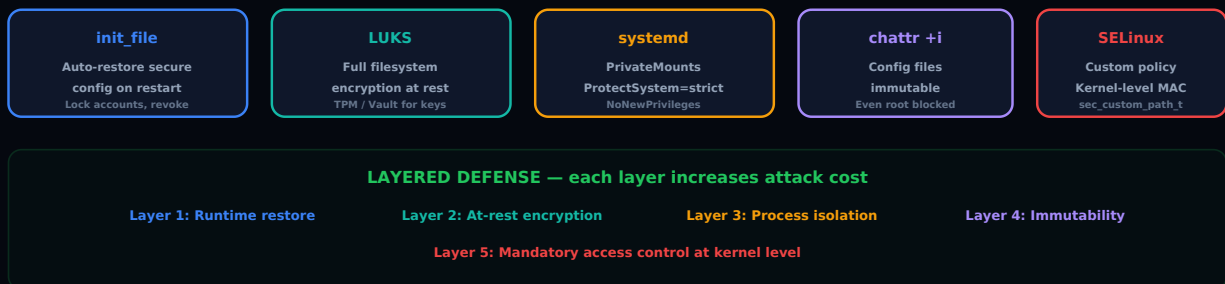 init_file
Auto-restore secure
config on restart
Lock accounts, revoke
LUKS
Full filesystem
encryption at rest
TPM / Vault for keys
systemd
PrivateMounts
ProtectSystem=strict
NoNewPrivileges
chattr +i
Config files
immutable
Even root blocked
SELinux
Custom policy
Kernel-level MAC
sec_custom_path_t
LAYERED DEFENSE — each layer increases attack cost
Layer 1: Runtime restore
Layer 2: At-rest encryption
Layer 3: Process isolation
Layer 4: Immutability
Layer 5: Mandatory access control at kernel level